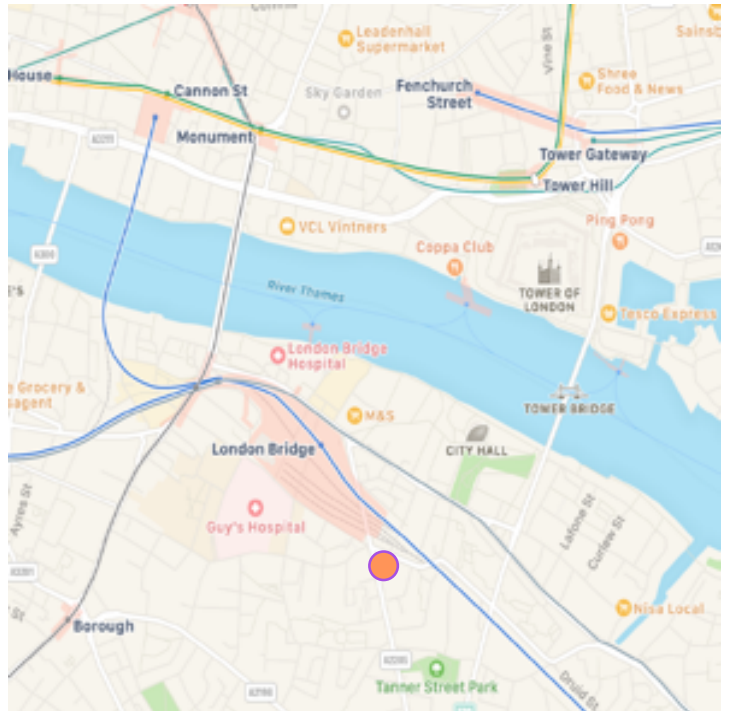 Leadenhall
Supermarket
Sainsb
House
Cannon St
Sky Garden
Vine St
Fenchurch
Street
Shree
Food & News
Monument
Tower Gateway
Tower Hill
VCL Vintners
Coppa Club
Ping Pong
River Thames
TOWER OF
LONDON
Tesco Express
London Bridge
Hospital
e Grocery &
sagent
M&S
TOWER BRIDGE
London Bridge
CITY HALL
Guy's Hospital
Ayres St
Lafone St
Curlew St
Nisa Local
Borough
St
Tanner Street Park
Druid St